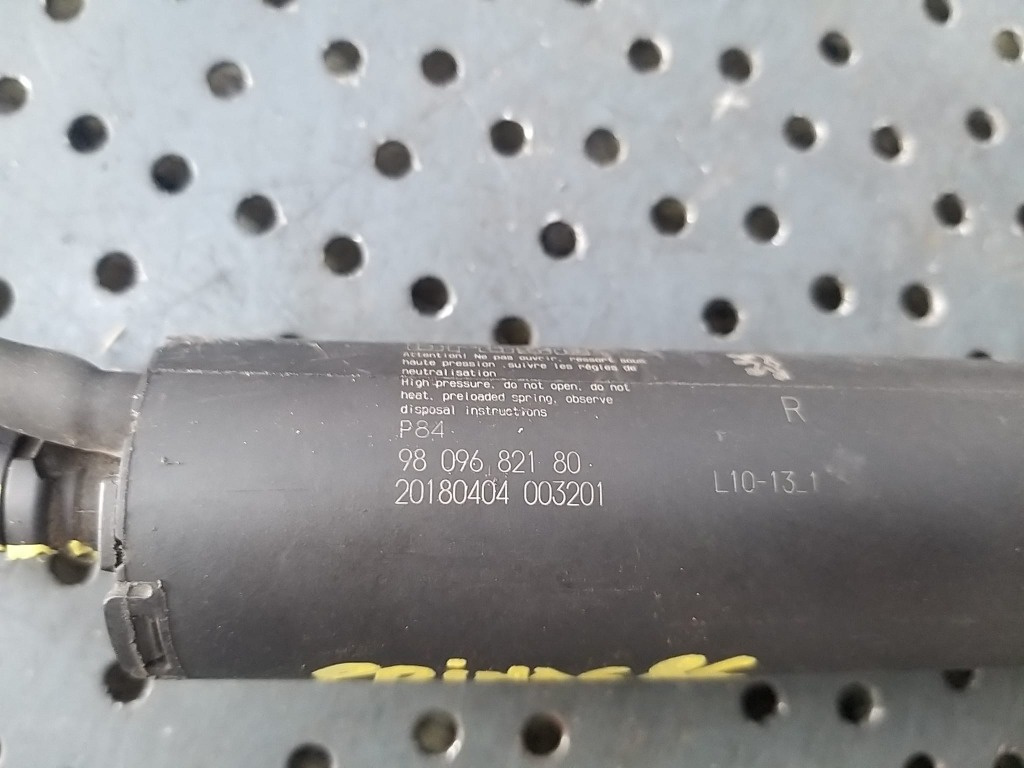 Attention! Ne pas ouvrir, ressort sous
haute pression ,suivre les règles de
neutralisation
High pressure, do not open, do not
heat, preloaded spring, observe
disposal instructions
P84
98 096 821 80
20180404 003201
R
L10-13_1